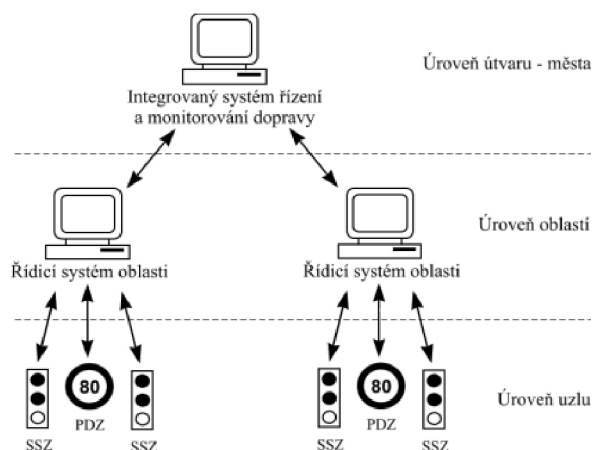 Úroveň útvaru - města
Integrovaný systém řízení
a monitorování dopravy
Úroveň oblastí
Řídicí systém oblasti
Řídicí systém oblasti
80
80
Úroveň uzlu
PDZ
PDZ
SSZ
SSZ
SSZ
SSZ